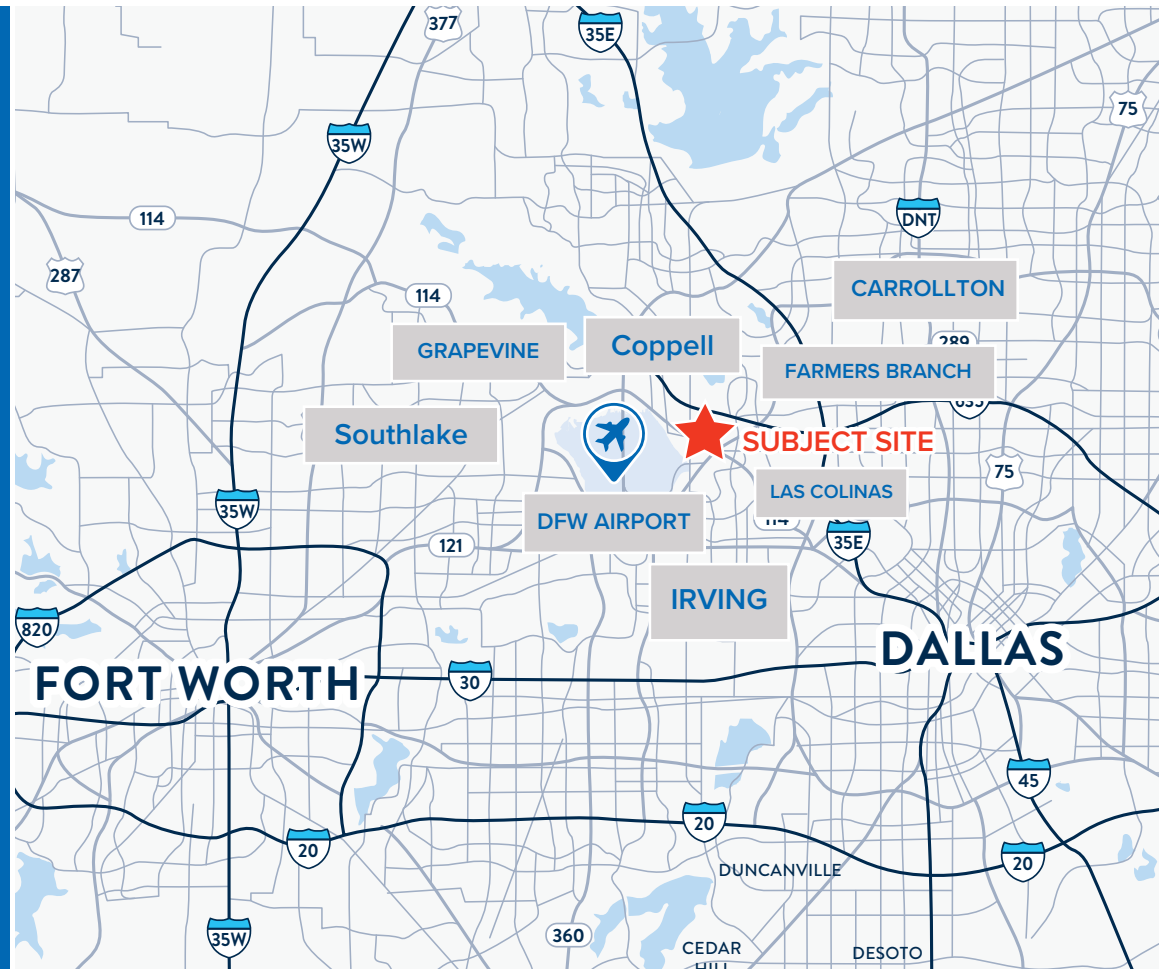 377
35E
75
35W
114
DNT
287
CARROLLTON
114
289
Coppell
GRAPEVINE
FARMERS BRANCH
635
Southlake
SUBJECT SITE
75
LAS COLINAS
35W
DFW AIRPORT
114
35E
121
IRVING
820
DALLAS
FORT WORTH
30
45
20
20
20
DUNCANVILLE
35W
360
CEDAR
HILL
DESOTO